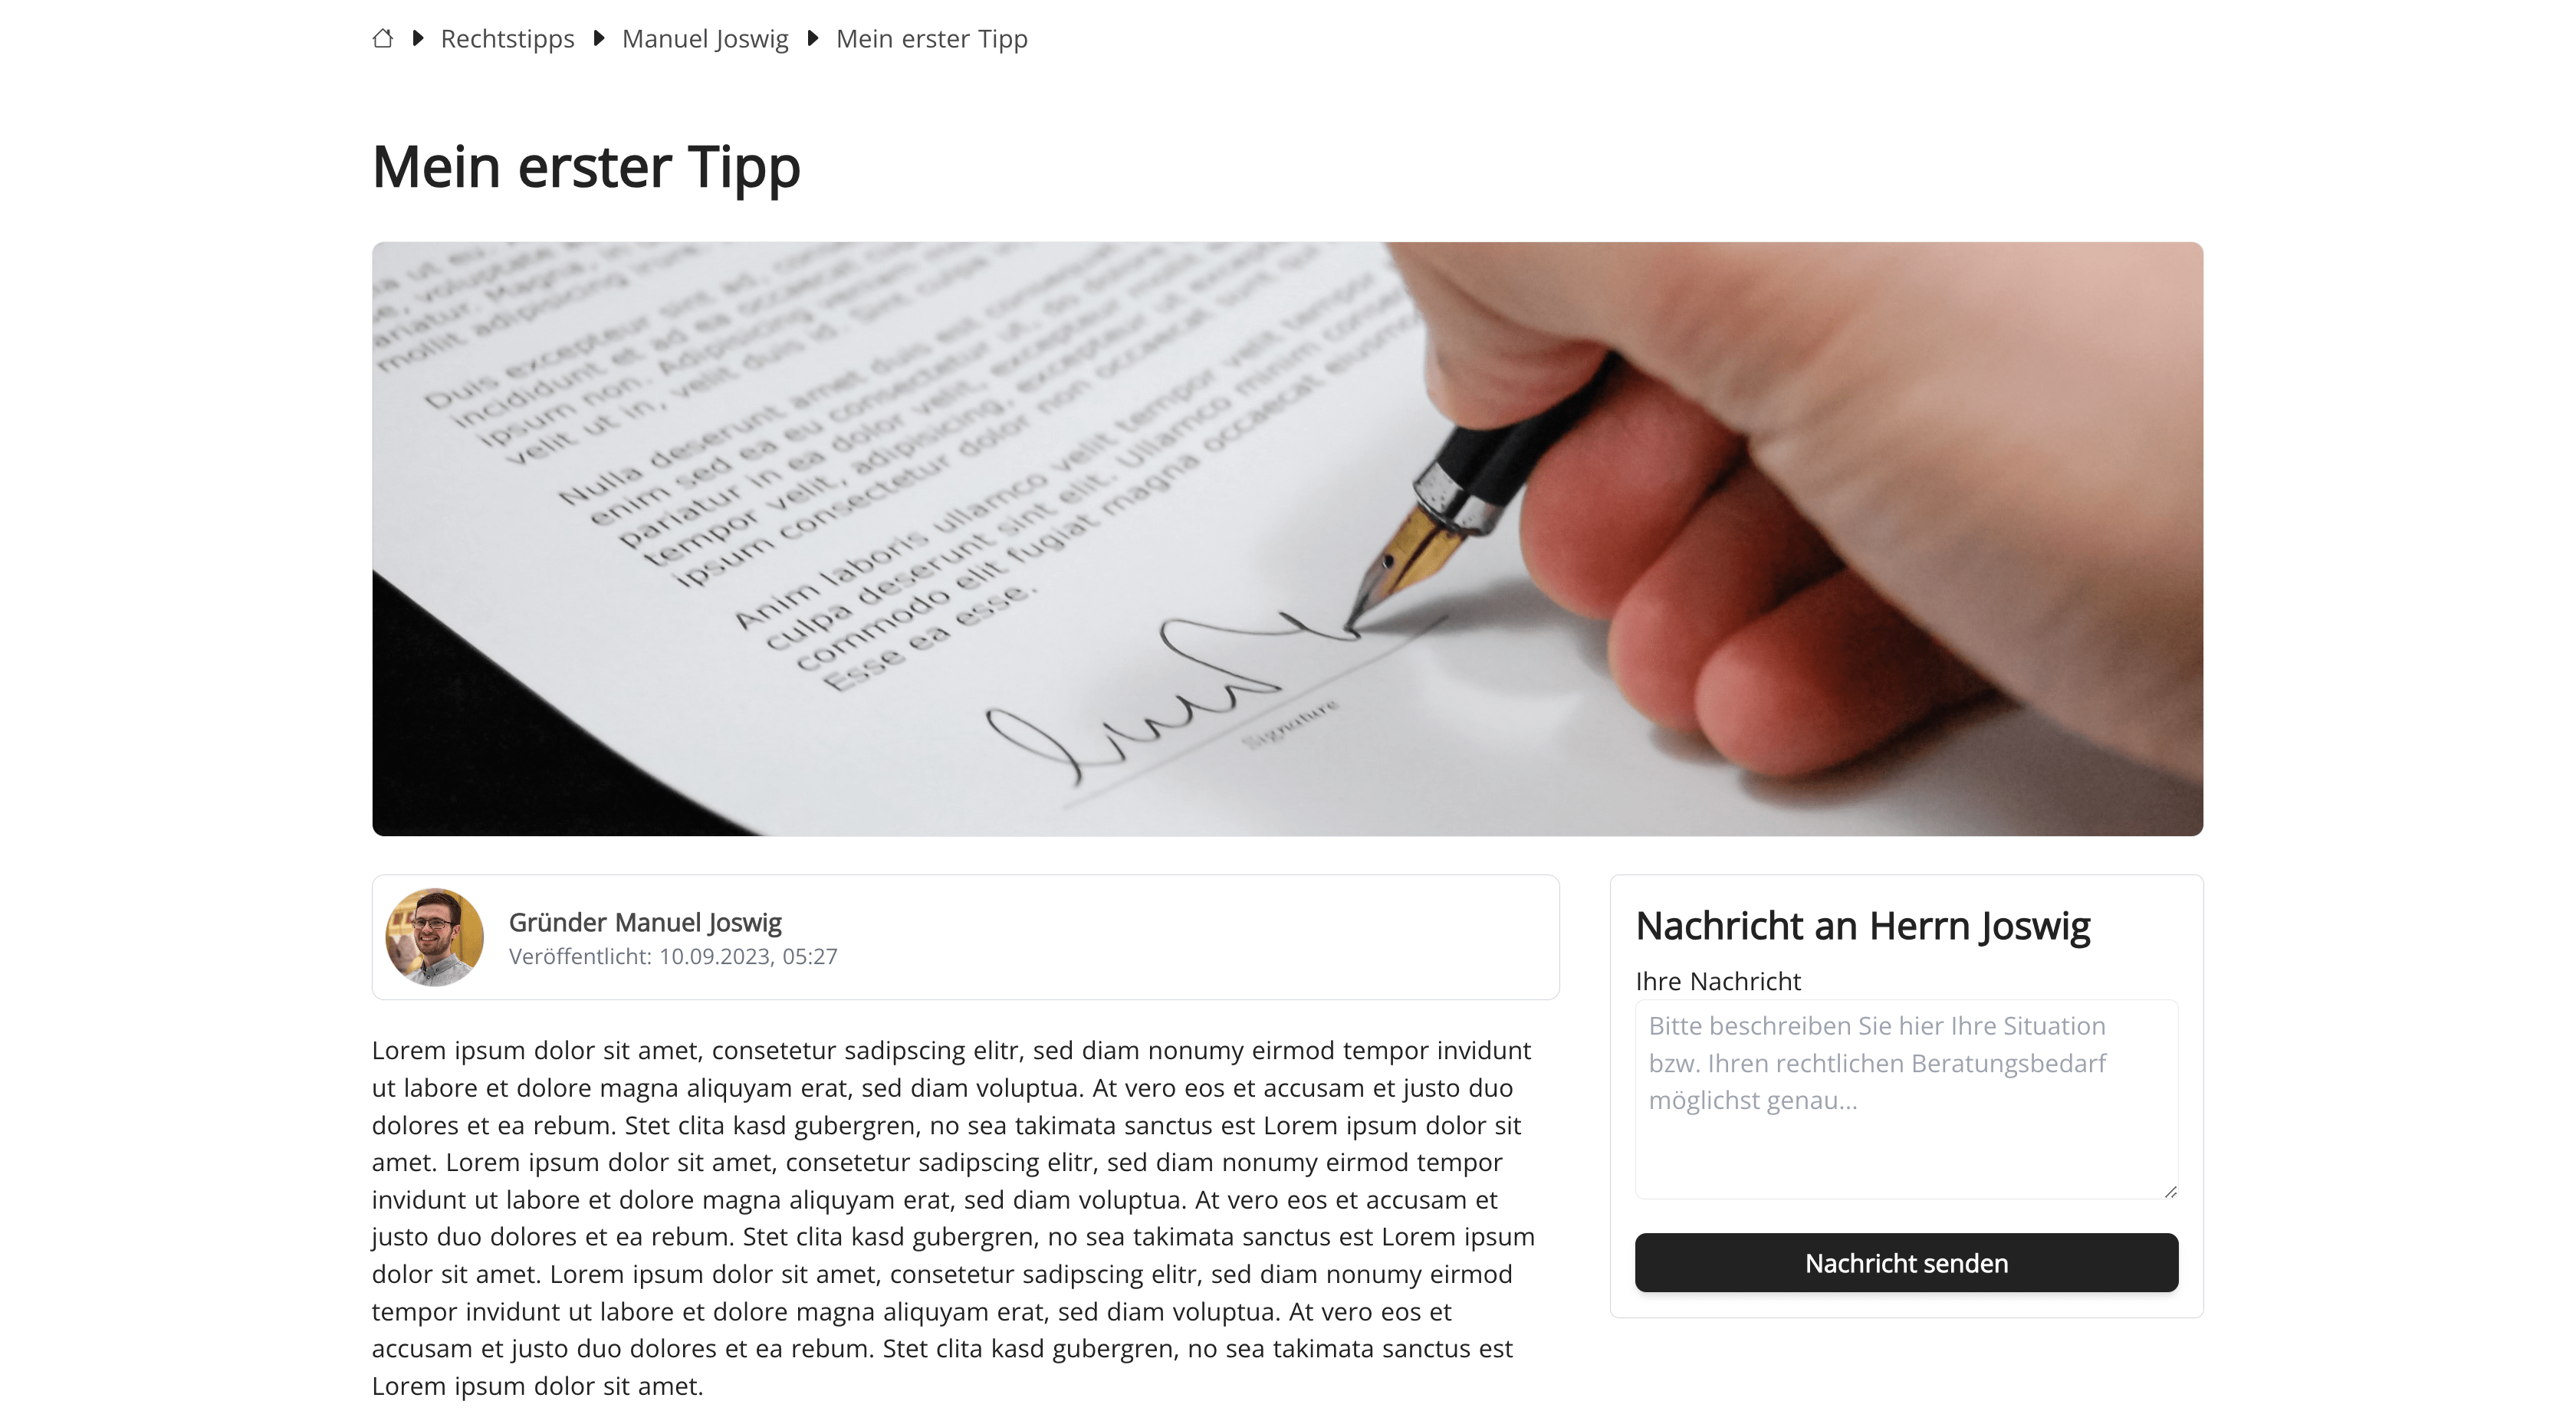 Rechtstipps Manuel Joswig Mein erster Tipp
Mein erster Tipp
a ut eu
e, voluptate
ariatur. Magna, in
mollit adipisicing irure
Duis excepteur sint ad,
incididunt et ad ea occaecat
ipsum non. Adipisicing veniam
velit ut in, velit duis id. Sint culpa
Nulla deserunt amet duis est consequat
enim sed ea eu consectetur ut, do dolore
pariatur in ea dolor velit, excepteur mollit
tempor velit, adipisicing, excepteur ut
ipsum consectetur dolor non occaecat sunt qui
Anim laboris ullamco velit tempor velit tempor
culpa deserunt sint elit. Ullamco minim
commodo elit fugiat magna occaecat eiusmod
Esse ea esse.
Signature
Gründer Manuel Joswig
Veröffentlicht: 10.09.2023, 05:27
Lorem ipsum dolor sit amet, consetetur sadipscing elitr, sed diam nonumy eirmod tempor invidunt
ut labore et dolore magna aliquyam erat, sed diam voluptua. At vero eos et accusam et justo duo
dolores et ea rebum. Stet clita kasd gubergren, no sea takimata sanctus est Lorem ipsum dolor sit
amet. Lorem ipsum dolor sit amet, consetetur sadipscing elitr, sed diam nonumy eirmod tempor
invidunt ut labore et dolore magna aliquyam erat, sed diam voluptua. At vero eos et accusam et
justo duo dolores et ea rebum. Stet clita kasd gubergren, no sea takimata sanctus est Lorem ipsum
dolor sit amet. Lorem ipsum dolor sit amet, consetetur sadipscing elitr, sed diam nonumy eirmod
tempor invidunt ut labore et dolore magna aliquyam erat, sed diam voluptua. At vero eos et
accusam et justo duo dolores et ea rebum. Stet clita kasd gubergren, no sea takimata sanctus est
Lorem ipsum dolor sit amet.
Nachricht an Herrn Joswig
Ihre Nachricht
Bitte beschreiben Sie hier Ihre Situation
bzw. Ihren rechtlichen Beratungsbedarf
möglichst genau...
Nachricht senden